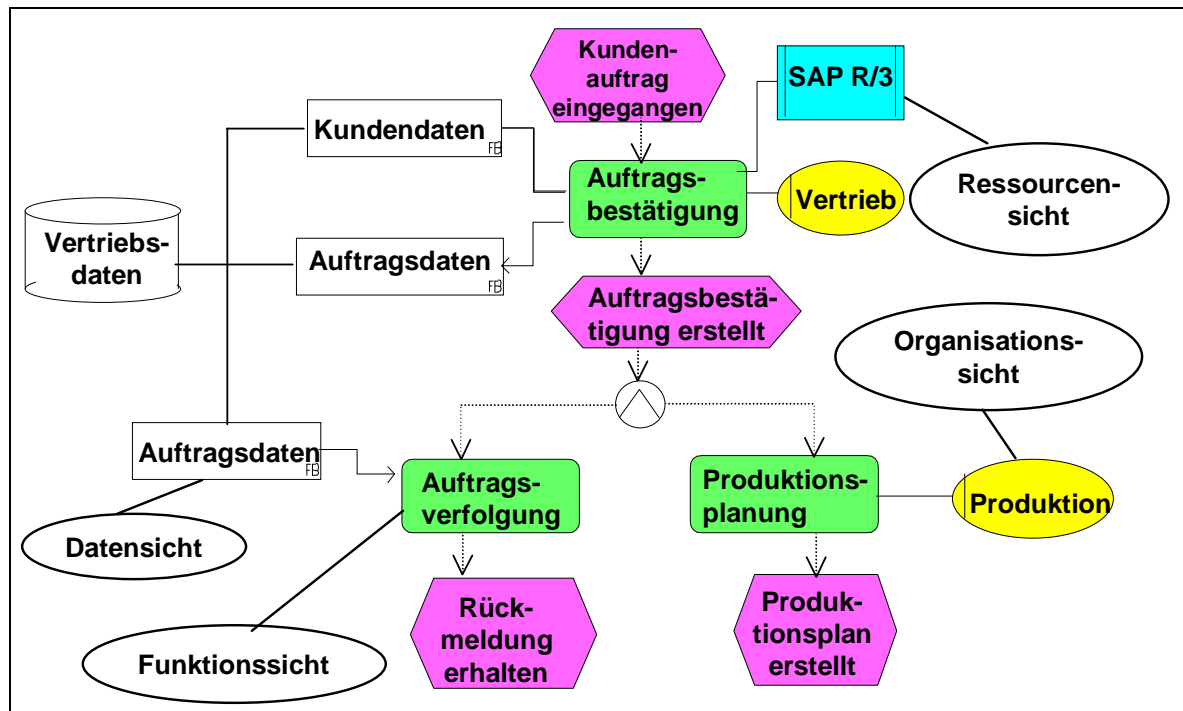 Kunden-
auftrag
eingegangen
SAP R/3
Kundendaten
FB
Auftrags-
bestätigung
Vertrieb
Ressourcen-
sicht
Vertriebs-
daten
Auftragsdaten
FB
Auftragsbestä-
tigung erstellt
Organisations-
sicht
Auftragsdaten
FB
Auftrags-
verfolgung
Produktions-
planung
Produktion
Datensicht
Funktionssicht
Rück-
meldung
erhalten
Produk-
tionsplan
erstellt